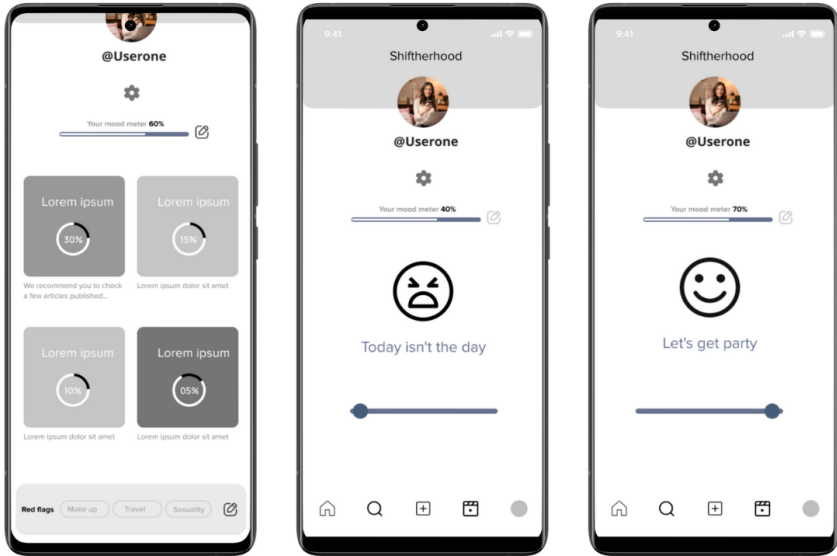 @Userone
Your mood meter 60%
Lorem ipsum
30%
We recommend you to check
a few articles published...
Lorem ipsum
15%
Lorem ipsum dolor sit amet
Lorem ipsum
10%
Lorem ipsum dolor sit amet
Lorem ipsum
05%
Lorem ipsum dolor sit amet
Red flags
Make up
Travel
Sexuality
9:41
Shiftherhood
@Userone
Your mood meter 40%
Today isn't the day
9:41
Shiftherhood
@Userone
Your mood meter 70%
Let's get party